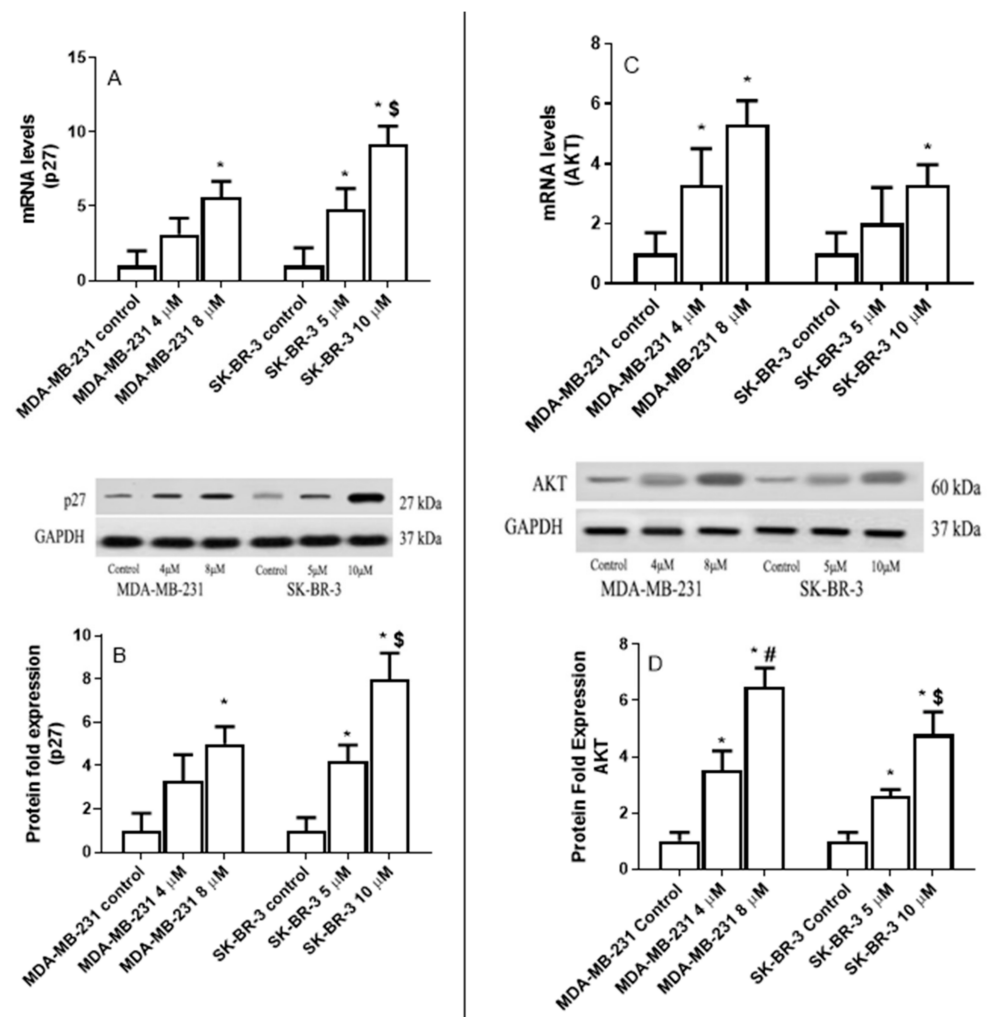 A
mRNA levels
(p27)
15
10
5
0
*
*
* $
MDA-MB-231 control
MDA-MB-231 4 μM
MDA-MB-231 8 μM
SK-BR-3 control
SK-BR-3 5 μM
SK-BR-3 10 μM
p27
27 kDa
GAPDH
37 kDa
Control 4μM 8μM Control 5μM 10μM
MDA-MB-231 SK-BR-3
B
Protein fold expression
(p27)
10
8
6
4
2
0
*
*
* $
MDA-MB-231 control
MDA-MB-231 4 μM
MDA-MB-231 8 μM
SK-BR-3 control
SK-BR-3 5 μM
SK-BR-3 10 μM
C
mRNA levels
(AKT)
8
6
4
2
0
*
*
*
MDA-MB-231 control
MDA-MB-231 4 μM
MDA-MB-231 8 μM
SK-BR-3 control
SK-BR-3 5 μM
SK-BR-3 10 μM
AKT
60 kDa
GAPDH
37 kDa
Control 4μM 8μM Control 5μM 10μM
MDA-MB-231 SK-BR-3
D
Protein Fold Expression
AKT
8
6
4
2
0
*
* #
*
* $
MDA-MB-231 Control
MDA-MB-231 4 μM
MDA-MB-231 8 μM
SK-BR-3 Control
SK-BR-3 5 μM
SK-BR-3 10 μM